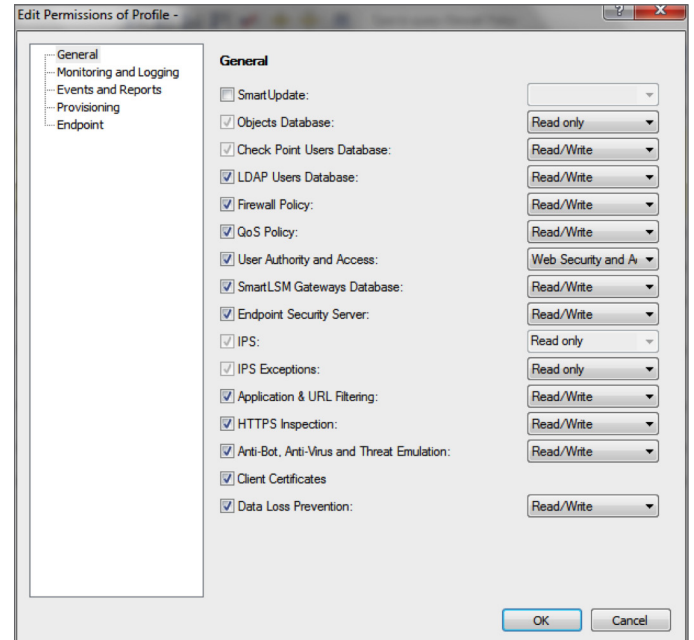 Edit Permissions of Profile -
General
Monitoring and Logging
Events and Reports
Provisioning
Endpoint
General
SmartUpdate:
Objects Database: Read only
Check Point Users Database: Read/Write
LDAP Users Database: Read/Write
Firewall Policy: Read/Write
QoS Policy: Read/Write
User Authority and Access: Web Security and A
SmartLSM Gateways Database: Read/Write
Endpoint Security Server: Read/Write
IPS: Read only
IPS Exceptions: Read only
Application & URL Filtering: Read/Write
HTTPS Inspection: Read/Write
Anti-Bot, Anti-Virus and Threat Emulation: Read/Write
Client Certificates
Data Loss Prevention: Read/Write
OK Cancel